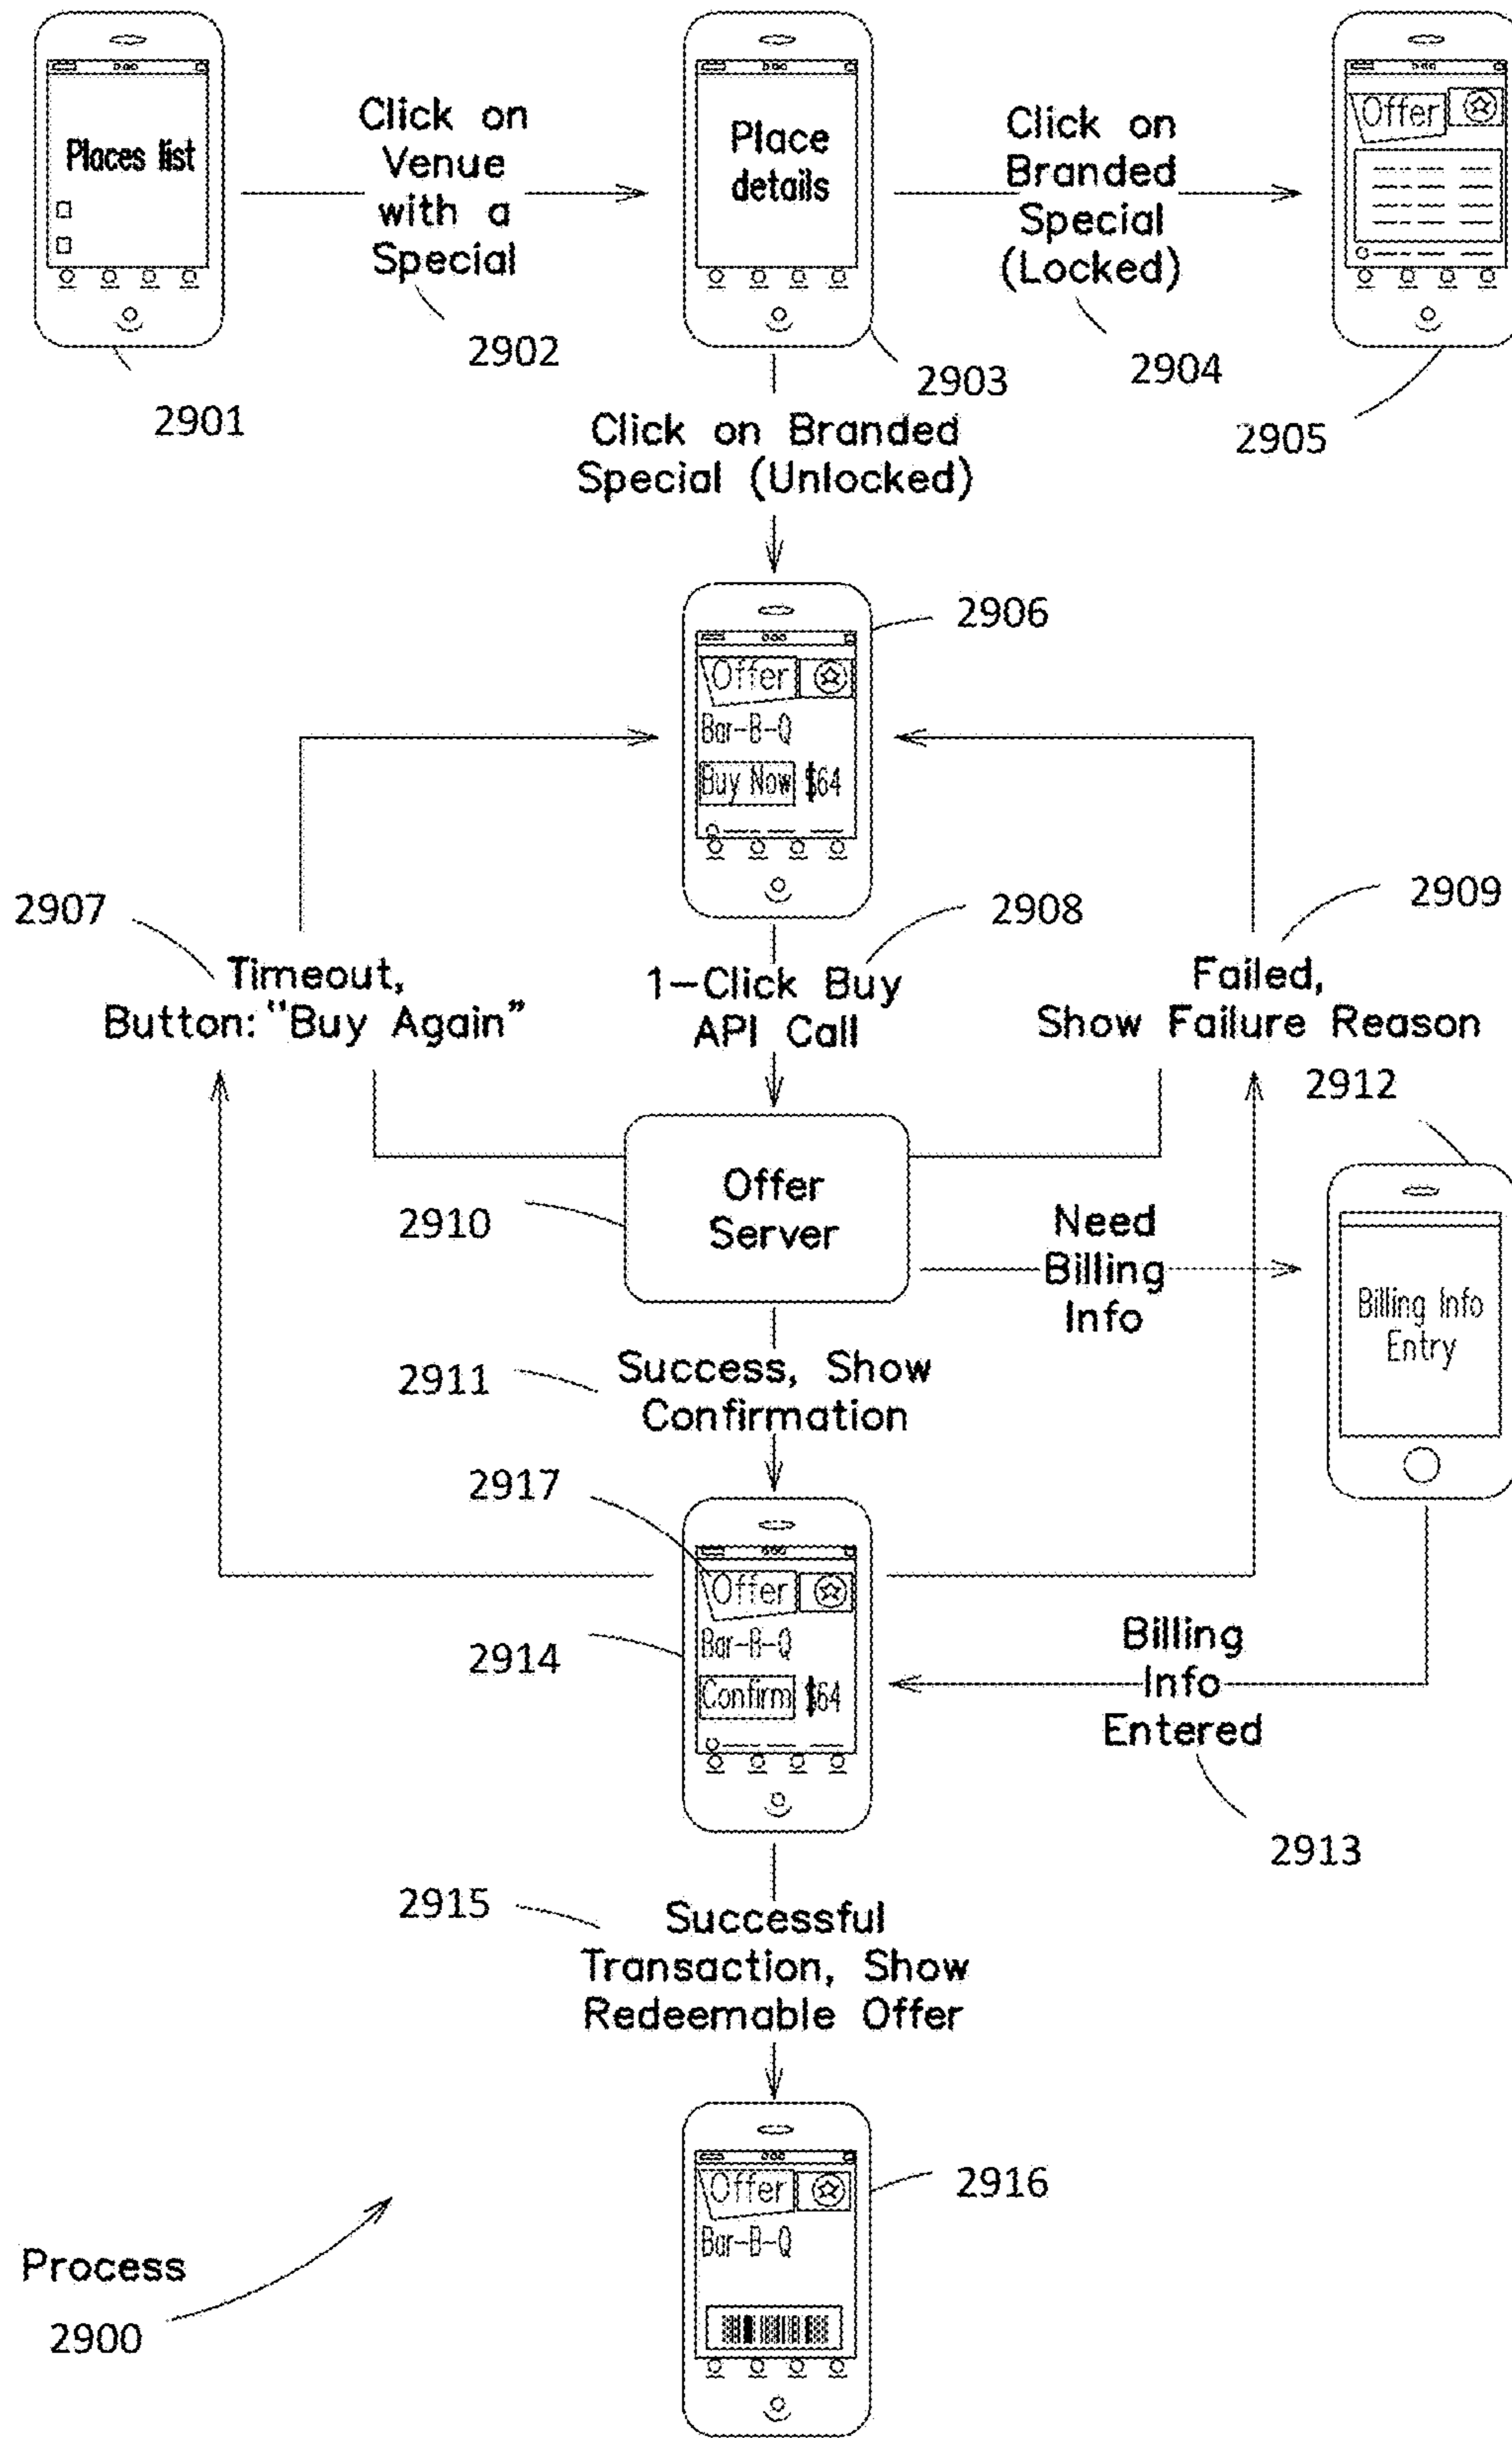 Places list
Click on
Venue
with a
Special
2902
2901
Place
details
2903
Click on
Branded
Special
(Locked)
2904
Offer
2905
Click on Branded
Special (Unlocked)
2906
Offer
Bar-B-Q
Buy Now $64
2907
Timeout,
Button: "Buy Again"
2908
1-Click Buy
API Call
2909
Failed,
Show Failure Reason
2912
Offer
Server
2910
Need
Billing
Info
Billing Info
Entry
2911
Success, Show
Confirmation
2917
Offer
Bar-B-Q
Confirm $64
2914
Billing
Info
Entered
2913
2915
Successful
Transaction, Show
Redeemable Offer
2916
Offer
Bar-B-Q
Process
2900